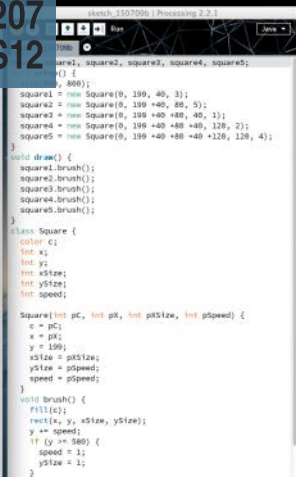 sketch_150709b | Processing 2.2.1
207
Run
Java
709b
S12
square1, square2, square3, square4, square5;
() {
, 800);
square1 = new Square(0, 199, 40, 3);
square2 = new Square(0, 199 +40, 80, 5);
square3 = new Square(0, 199 +40 +80, 40, 1);
square4 = new Square(0, 199 +40 +80 +40, 120, 2);
square5 = new Square(0, 199 +40 +80 +40 +120, 120, 4);
}
void draw() {
square1.brush();
square2.brush();
square3.brush();
square4.brush();
square5.brush();
}
class Square {
color c;
int x;
int y;
int xSize;
int ySize;
int speed;
Square(int pC, int pX, int pXSize, int pSpeed) {
c = pC;
x = pX;
y = 199;
xSize = pXSize;
ySize = pSpeed;
speed = pSpeed;
}
void brush() {
fill(c);
rect(x, y, xSize, ySize);
y += speed;
if (y >= 580) {
speed = 1;
ySize = 1;
}